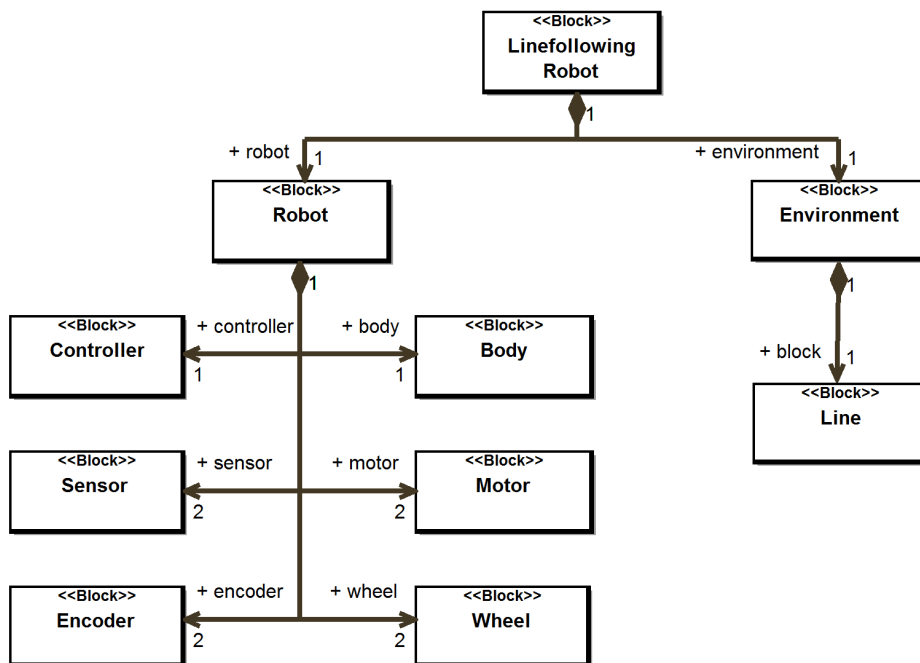 <<Block>>
Linefollowing
Robot
1
+ robot
1
+ environment
1
<<Block>>
Robot
1
<<Block>>
Environment
1
<<Block>>
Controller
+ controller
1
+ body
1
<<Block>>
Body
+ block
1
<<Block>>
Line
<<Block>>
Sensor
+ sensor
2
+ motor
2
<<Block>>
Motor
<<Block>>
Encoder
+ encoder
2
+ wheel
2
<<Block>>
Wheel